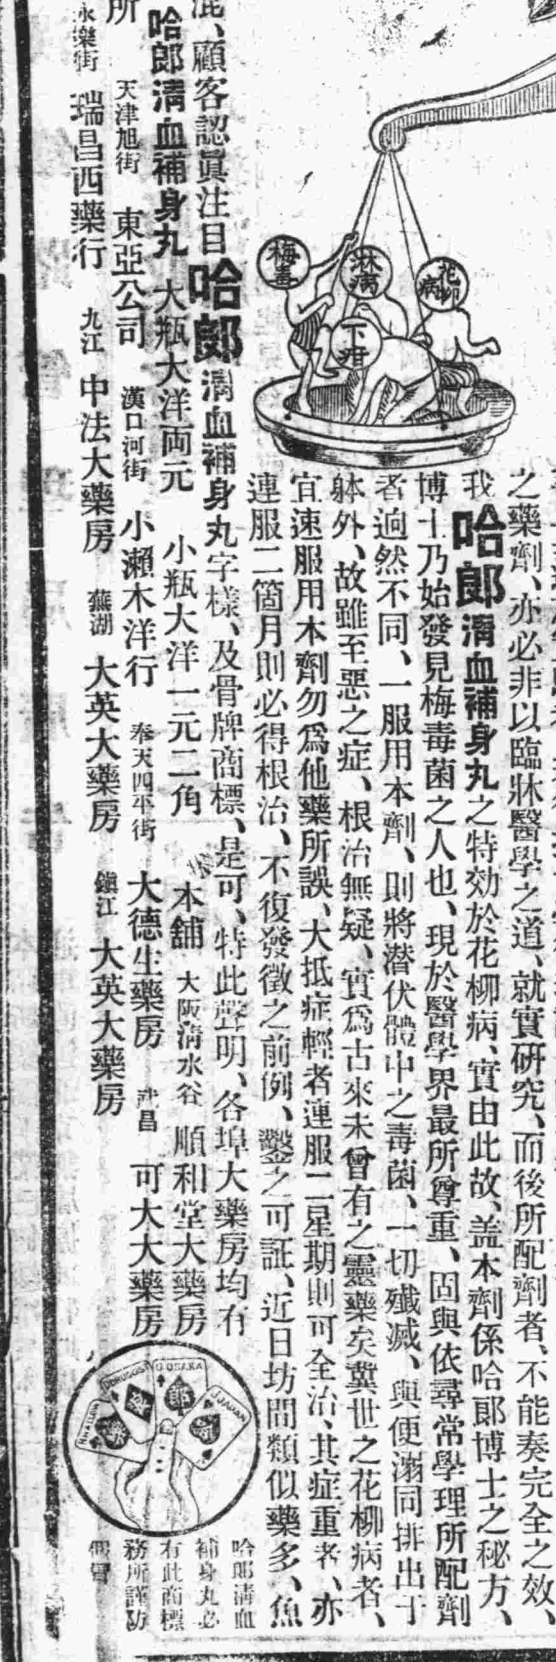 梅毒
淋病
花柳病
下疳
之藥劑、亦必非以臨牀醫學之道、就實研究、而後所配劑者、不能奏完全之效、
我哈郎清血補身丸之特効於花柳病、實由此故、蓋本劑係哈郎博士之秘方、
博士乃始發見梅毒菌之人也、現於醫學界最所尊重、固與依尋常學理所配劑
者逈然不同、一服用本劑、則將潛伏體中之毒菌、一切殲滅、與便溺同排出于
躰外、故雖至惡之症、根治無疑、實爲古來未曾有之靈藥矣冀世之花柳病者、
宜速服用本劑勿爲他藥所誤、大抵症輕者連服二星期則可全治、其症重者、亦
連服二箇月則必得根治、不復發徵之前例、鑿之可証、近日坊間類似藥多、魚
混、顧客認眞注目哈郎清血補身丸字樣、及骨牌商標、是可、特此聲明、各埠大藥房均有
哈郎清血補身丸 大瓶大洋両元 小瓶大洋一元二角 本舖 大阪清水谷 順和堂大藥房
所 天津旭街 東亞公司 漢口河街 小瀨木洋行 奉天四平街 大德生藥房 武昌 可大大藥房
永樂街 瑞昌西藥行 九江 中法大藥房 蕪湖 大英大藥房 鎮江 大英大藥房
OSAKA
JAPAN
哈郎清血
補身丸必
有此商標
務所謹防